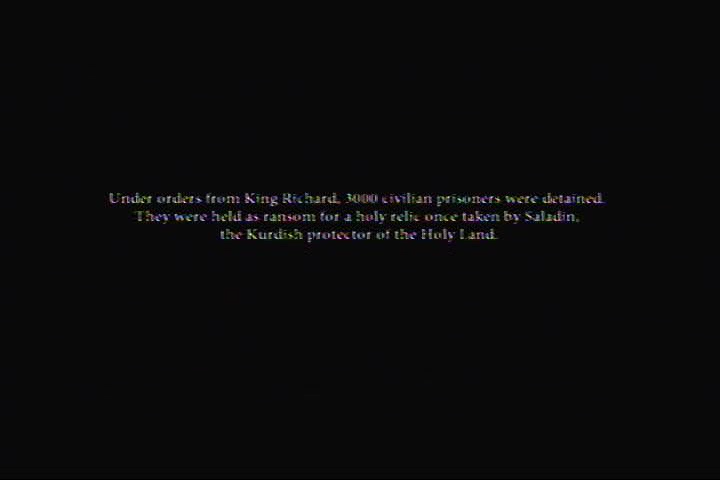 Under orders from King Richard, 3000 civilian prisoners were detained.
They were held as ransom for a holy relic once taken by Saladin,
the Kurdish protector of the Holy Land.